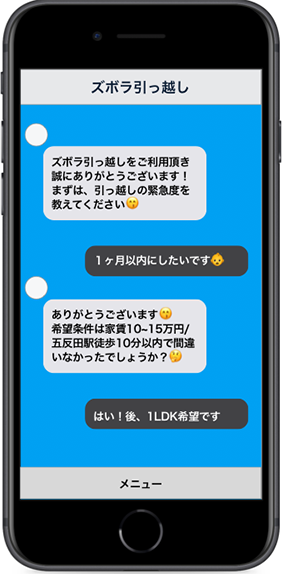 ズボラ引っ越し
ズボラ引っ越しをご利用頂き
誠にありがとうございます！
まずは、引っ越しの緊急度を
教えてください😗
１ヶ月以内にしたいです👶
ありがとうございます😗
希望条件は家賃10~15万円/
五反田駅徒歩10分以内で間違
いなかったでしょうか？🤔
はい！後、1LDK希望です
メニュー